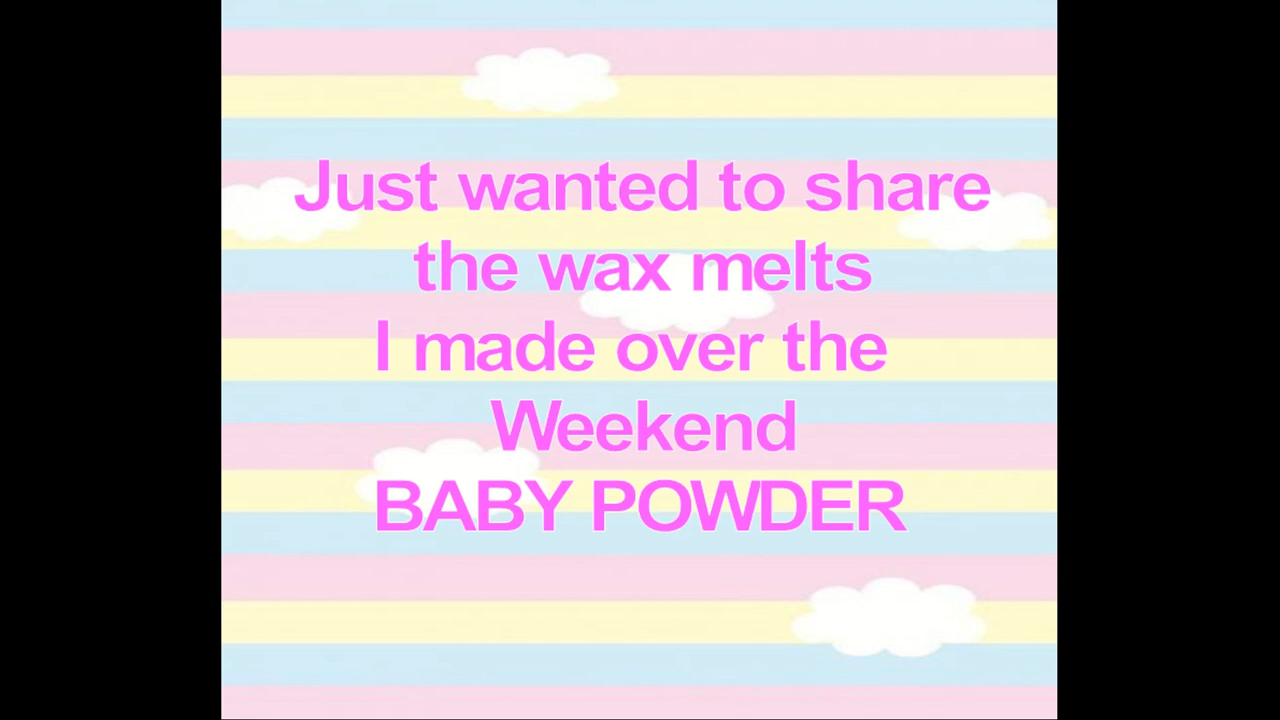 Just wanted to share
the wax melts
I made over the
Weekend
BABY POWDER